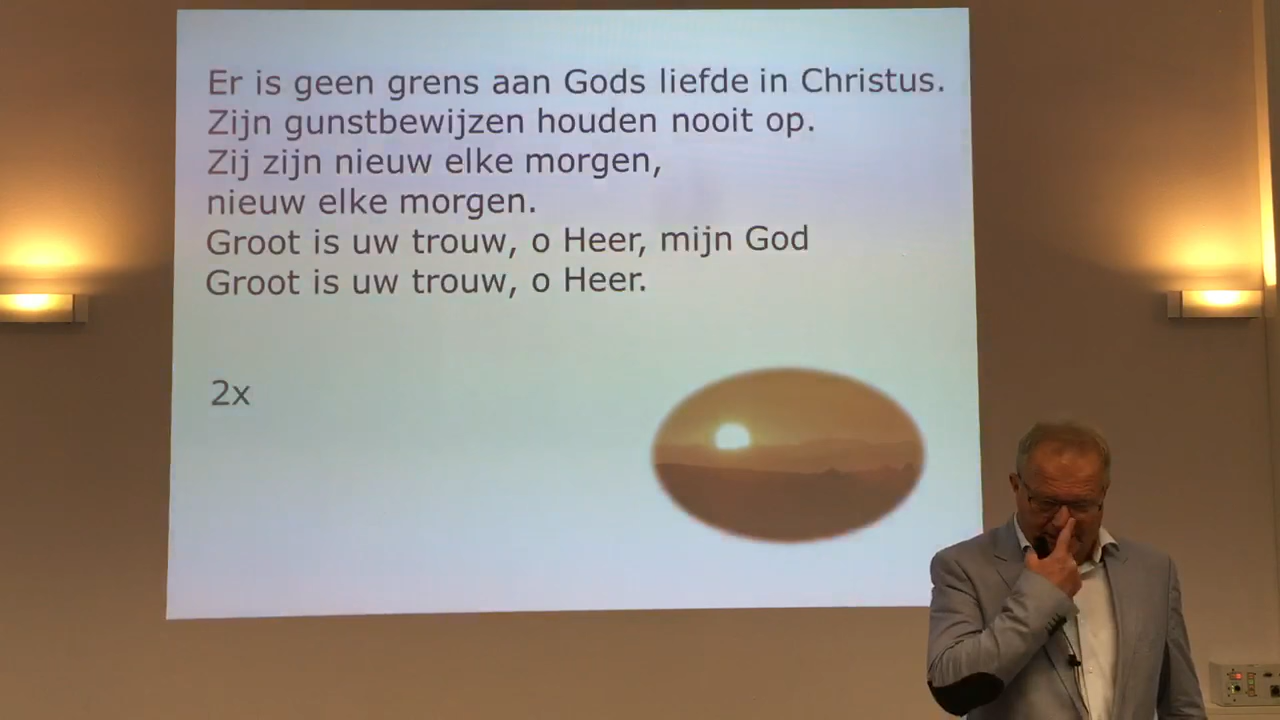 Er is geen grens aan Gods liefde in Christus.
Zijn gunstbewijzen houden nooit op.
Zij zijn nieuw elke morgen,
nieuw elke morgen.
Groot is uw trouw, o Heer, mijn God
Groot is uw trouw, o Heer.
2x